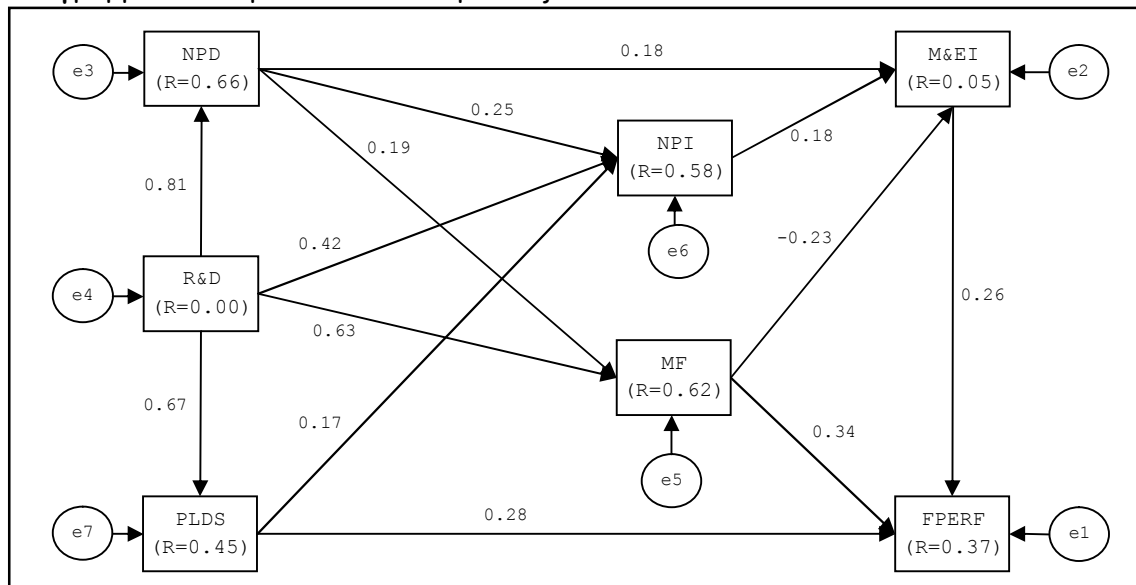 NPD
(R=0.66)
e3
0.18
M&EI
(R=0.05)
e2
0.25
0.19
NPI
(R=0.58)
0.18
0.81
e6
0.42
-0.23
R&D
(R=0.00)
e4
0.26
0.63
MF
(R=0.62)
0.67
0.17
0.34
e5
PLDS
(R=0.45)
e7
0.28
FPERF
(R=0.37)
e1